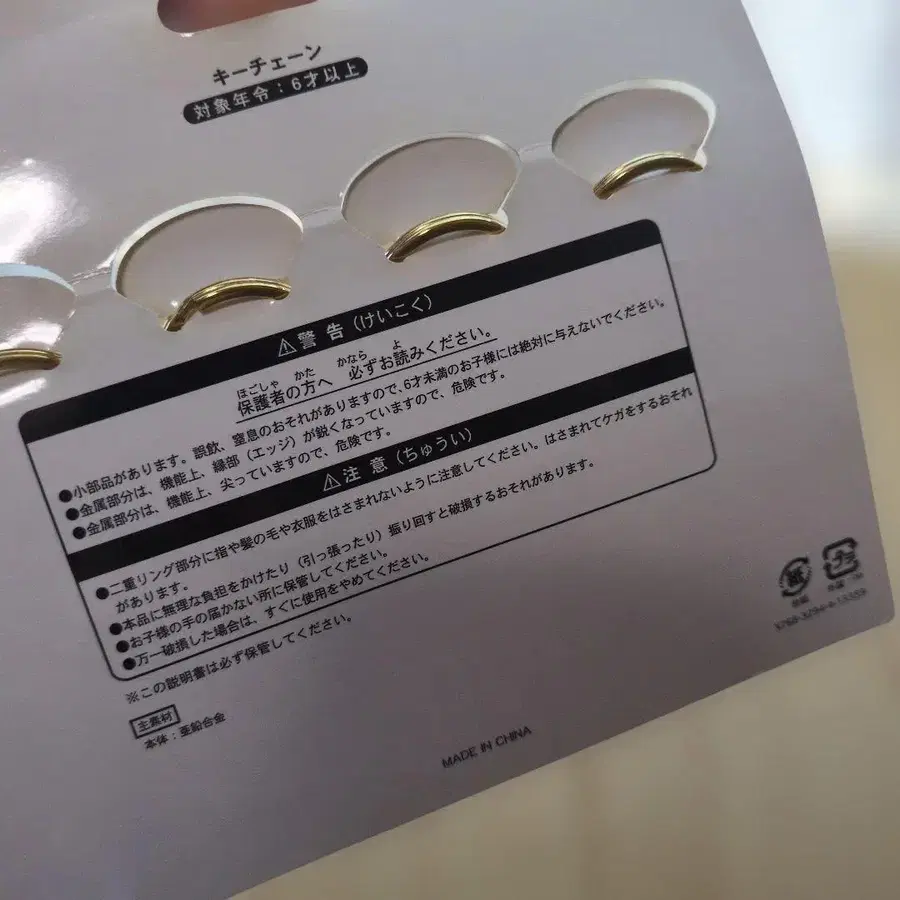 キーチェーン
対象年令：6才以上
⚠警告（けいこく）
ほごしゃ かた かなら よ
保護者の方へ 必ずお読みください。
●小部品があります。誤飲、窒息のおそれがありますので、6才未満のお子様には絶対に与えないでください。
●金属部分は、機能上、縁部（エッジ）が鋭くなっていますので、危険です。
●金属部分は、機能上、尖っていますので、危険です。
⚠注意（ちゅうい）
●二重リング部分に指や髪の毛や衣服をはさまれないように注意してください。はさまれてケガをするおそれ
があります。
●本品に無理な負担をかけたり（引っ張ったり）振り回すと破損するおそれがあります。
●お子様の手の届かない所に保管してください。
●万一破損した場合は、すぐに使用をやめてください。
※この説明書は必ず保管してください。
主素材
本体：亜鉛合金
MADE IN CHINA
紙